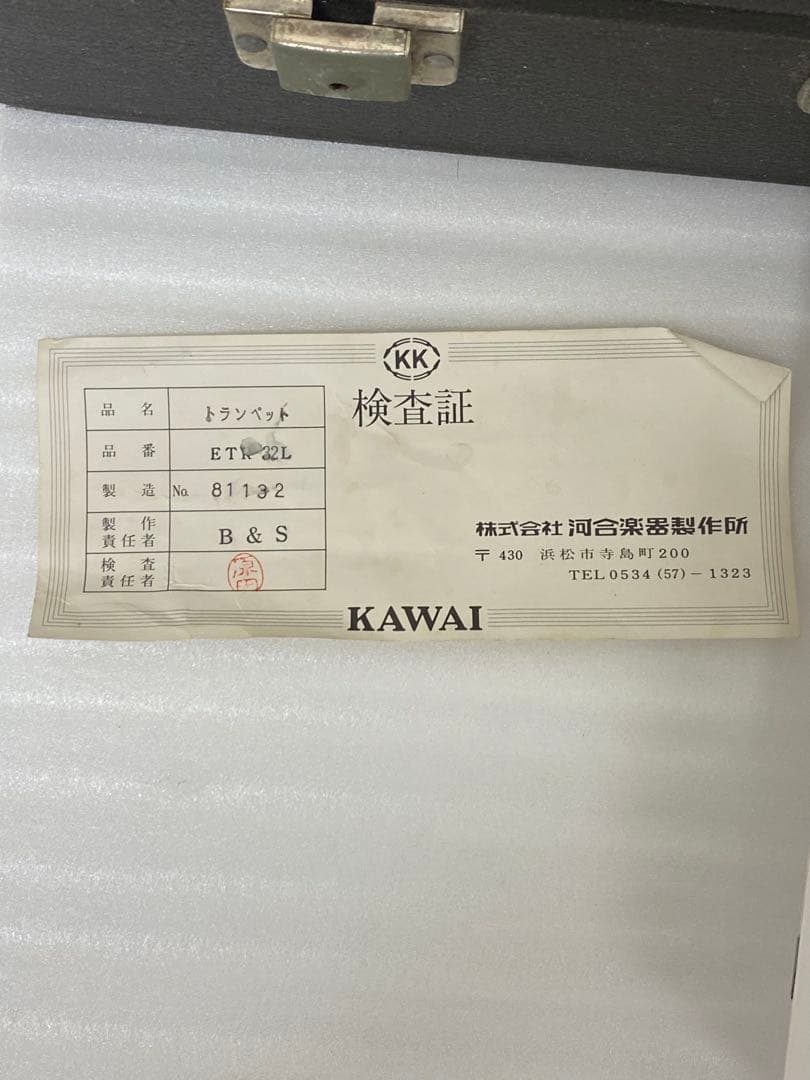 KK
検査証
品名 トランペット
品番 ETR-32L
製造 No. 81132
製作責任者 B & S
検査責任者
株式会社 河合楽器製作所
〒 430 浜松市寺島町200
TEL 0534 (57) - 1323
KAWAI